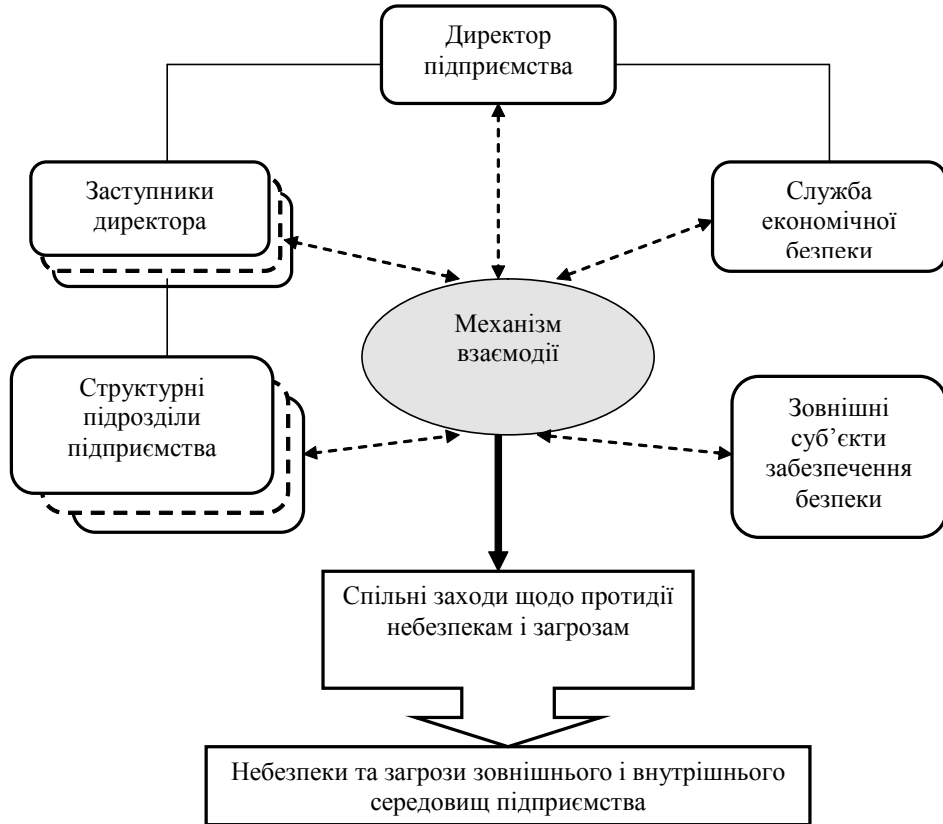 Директор
підприємства
Заступники
директора
Служба
економічної
безпеки
Механізм
взаємодії
Структурні
підрозділи
підприємства
Зовнішні
суб’єкти
забезпечення
безпеки
Спільні заходи щодо протидії
небезпекам і загрозам
Небезпеки та загрози зовнішнього і внутрішнього
середовищ підприємства